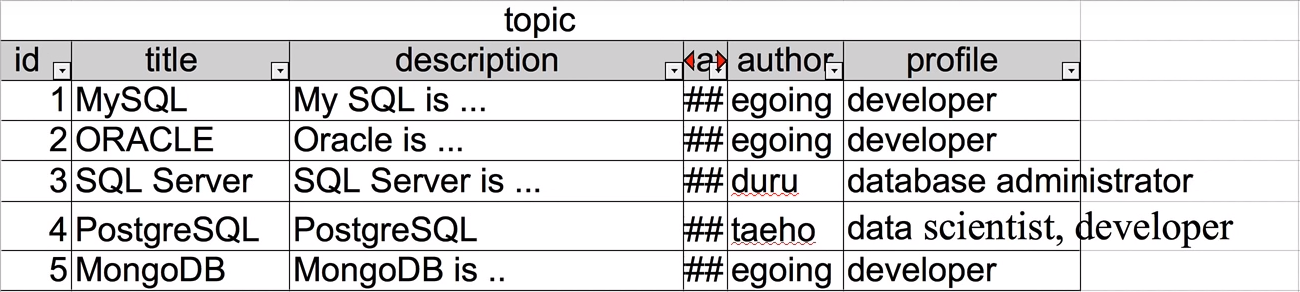 topic
id title description author profile
1 MySQL My SQL is ... ## egoing developer
2 ORACLE Oracle is ... ## egoing developer
3 SQL Server SQL Server is ... ## duru database administrator
4 PostgreSQL PostgreSQL ## taeho data scientist, developer
5 MongoDB MongoDB is .. ## egoing developer